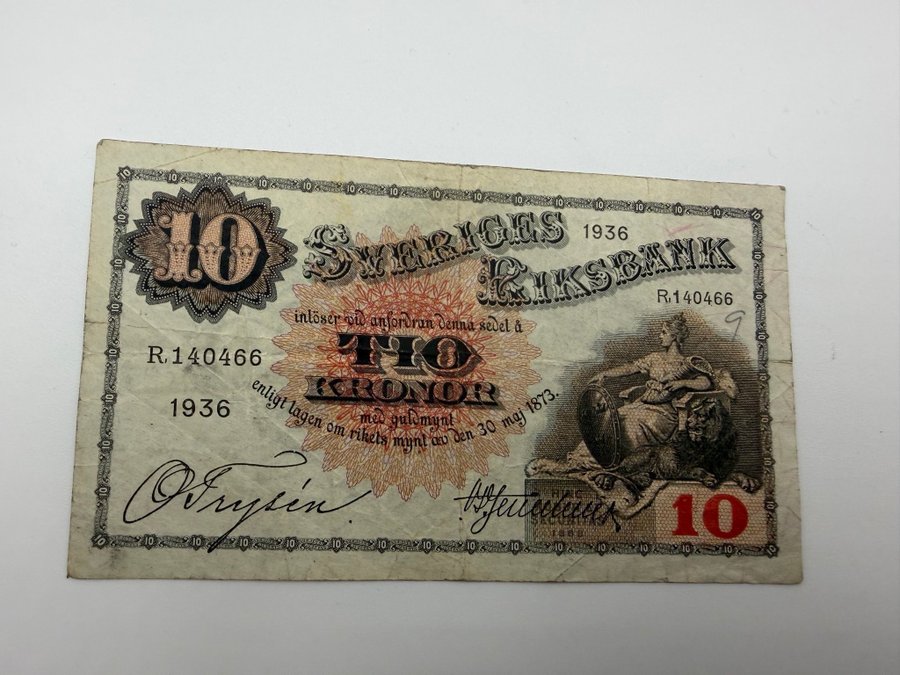 10
SVERIGES
1936
RIKSBANK
R.140466
9
inlöser vid anfordran denna sedel å
TIO
KRONOR
R.140466
1936
med guldmynt
enligt lagen om rikets mynt av den 30 maj 1873.
10